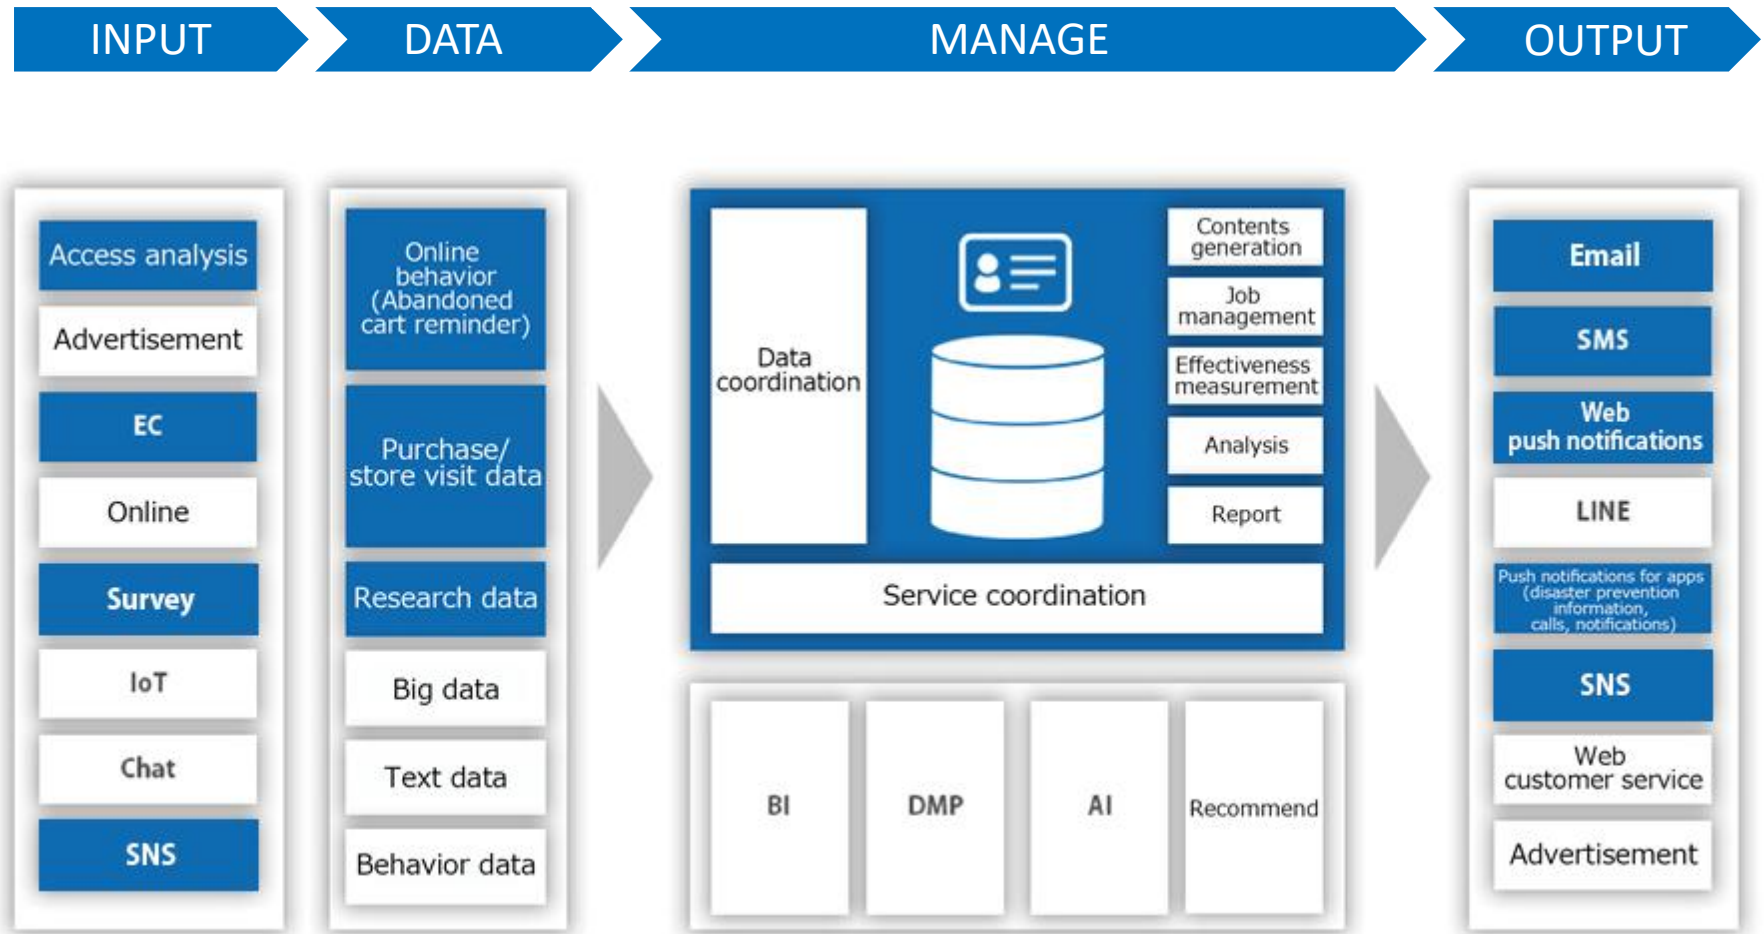 INPUT
DATA
MANAGE
OUTPUT
Access analysis
Advertisement
EC
Online
Survey
IoT
Chat
SNS
Online
behavior
(Abandoned
cart reminder)
Purchase/
store visit data
Research data
Big data
Text data
Behavior data
Data
coordination
Contents
generation
Job
management
Effectiveness
measurement
Analysis
Report
Service coordination
BI
DMP
AI
Recommend
Email
SMS
Web
push notifications
LINE
Push notifications for apps
(disaster prevention
information,
calls, notifications)
SNS
Web
customer service
Advertisement